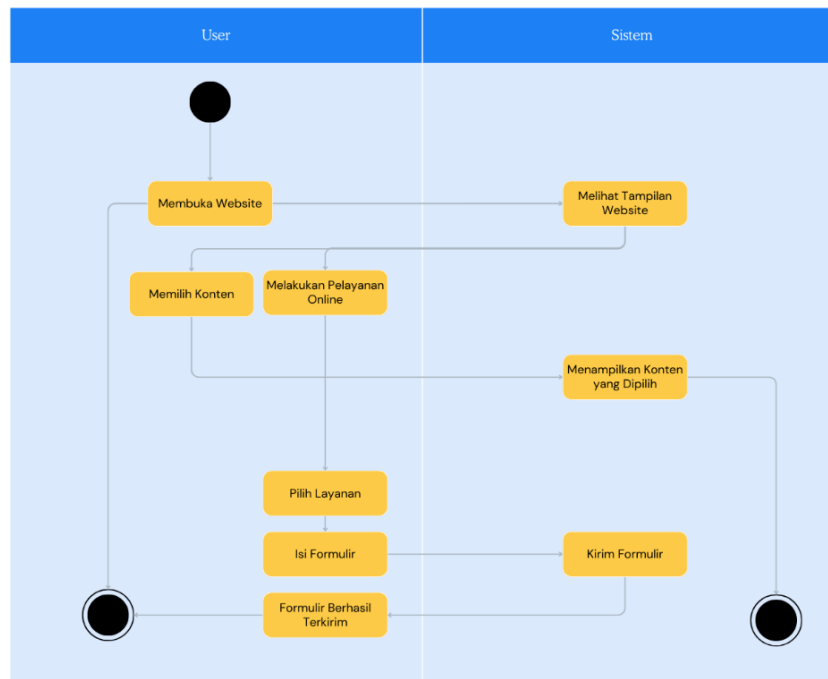 User
Sistem
Membuka Website
Melihat Tampilan
Website
Memilih Konten
Melakukan Pelayanan
Online
Menampilkan Konten
yang Dipilih
Pilih Layanan
Isi Formulir
Kirim Formulir
Formulir Berhasil
Terkirim